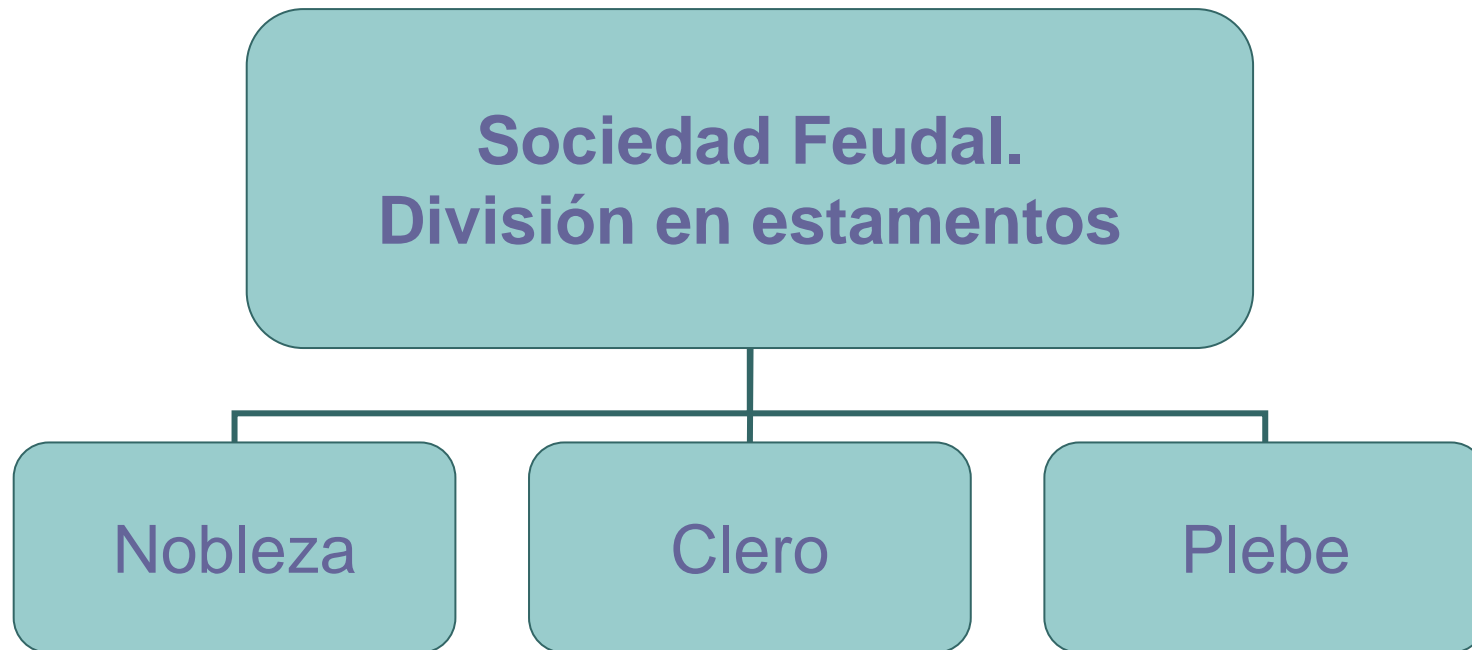 Sociedad Feudal.
División en estamentos
Nobleza
Clero
Plebe